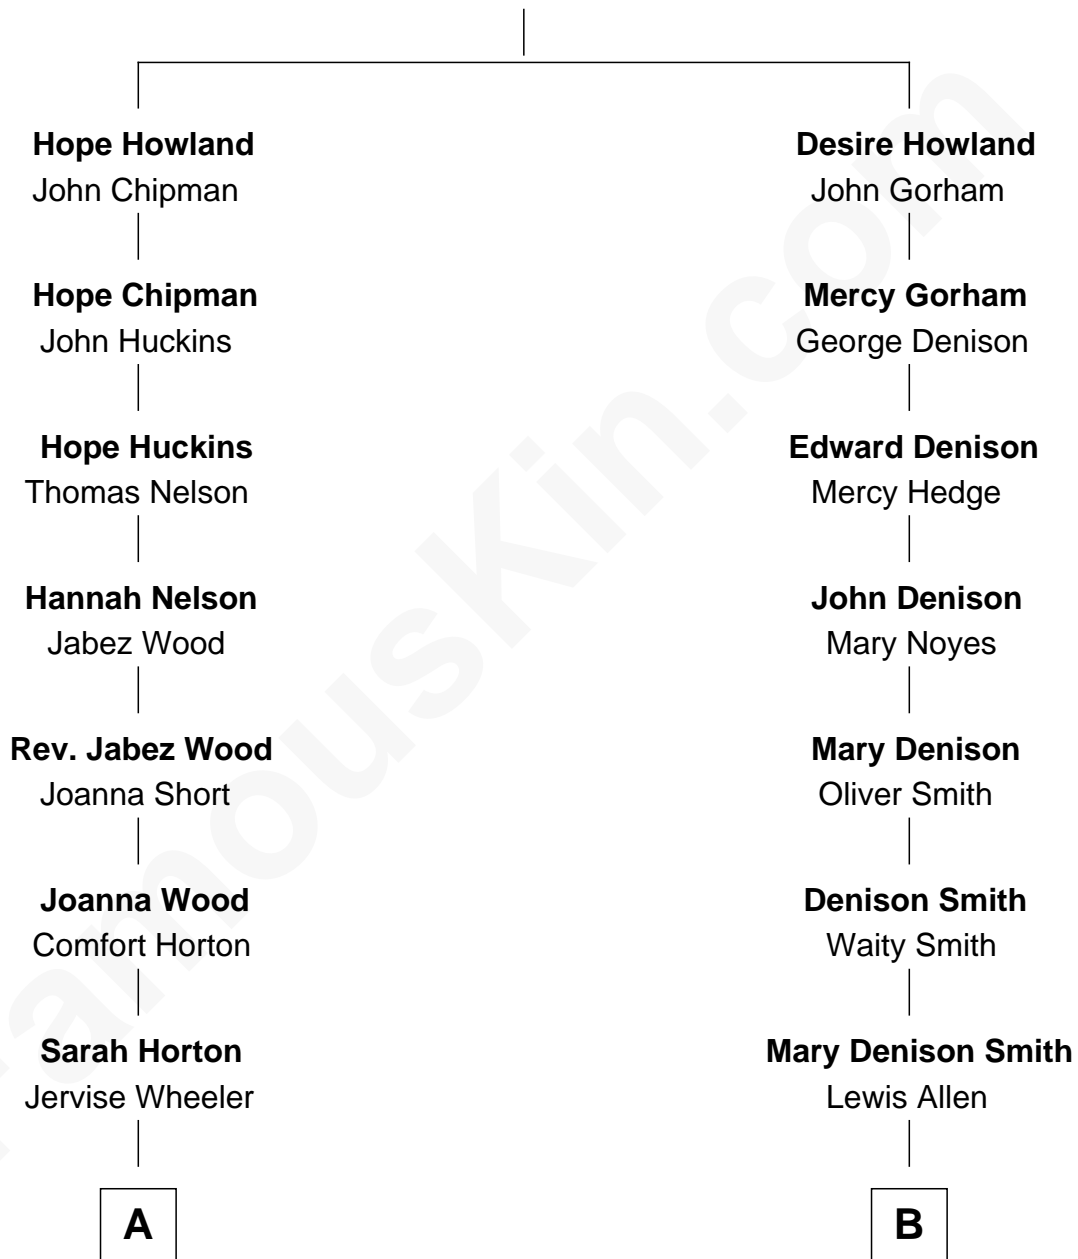 Hope Howland
John Chipman
Desire Howland
John Gorham
Hope Chipman
John Huckins
Mercy Gorham
George Denison
Hope Huckins
Thomas Nelson
Edward Denison
Mercy Hedge
Hannah Nelson
Jabez Wood
John Denison
Mary Noyes
Rev. Jabez Wood
Joanna Short
Mary Denison
Oliver Smith
Joanna Wood
Comfort Horton
Denison Smith
Waity Smith
Sarah Horton
Jervise Wheeler
Mary Denison Smith
Lewis Allen
A
B
FamousKin.com